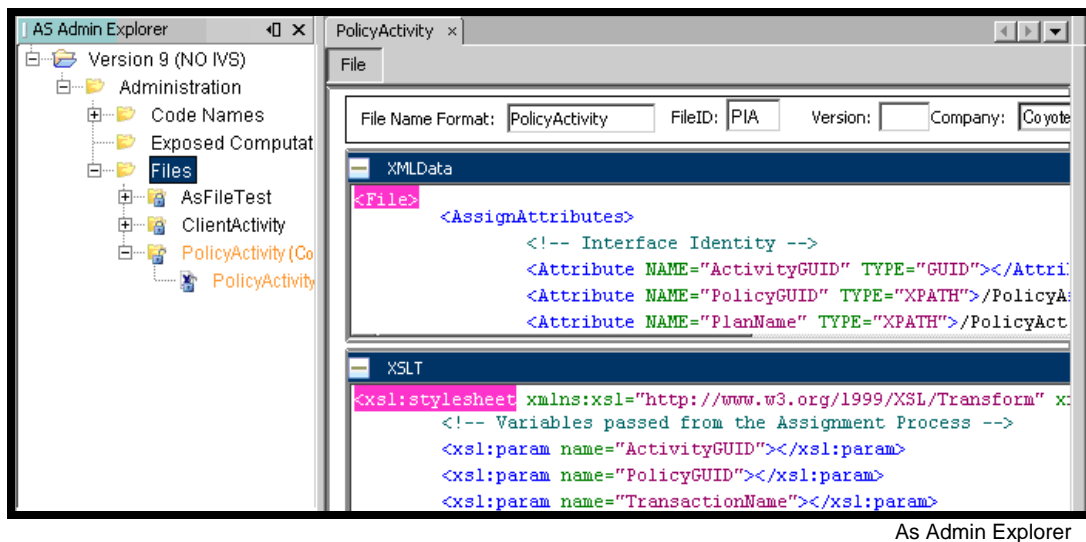 AS Admin Explorer
Version 9 (NO IVS)
Administration
Code Names
Exposed Computat
Files
AsFileTest
ClientActivity
PolicyActivity (Co
PolicyActivity
PolicyActivity ×
File
File Name Format: PolicyActivity FileID: PIA Version: Company: Coyote
XMLData
<File>
<AssignAttributes>
<!-- Interface Identity -->
<Attribute NAME="ActivityGUID" TYPE="GUID"></Attri
<Attribute NAME="PolicyGUID" TYPE="XPATH">/PolicyA
<Attribute NAME="PlanName" TYPE="XPATH">/PolicyAct
XSLT
<xsl:stylesheet xmlns:xsl="http://www.w3.org/1999/XSL/Transform" x
<!-- Variables passed from the Assignment Process -->
<xsl:param name="ActivityGUID"></xsl:param>
<xsl:param name="PolicyGUID"></xsl:param>
<xsl:param name="TransactionName"></xsl:param>
As Admin Explorer